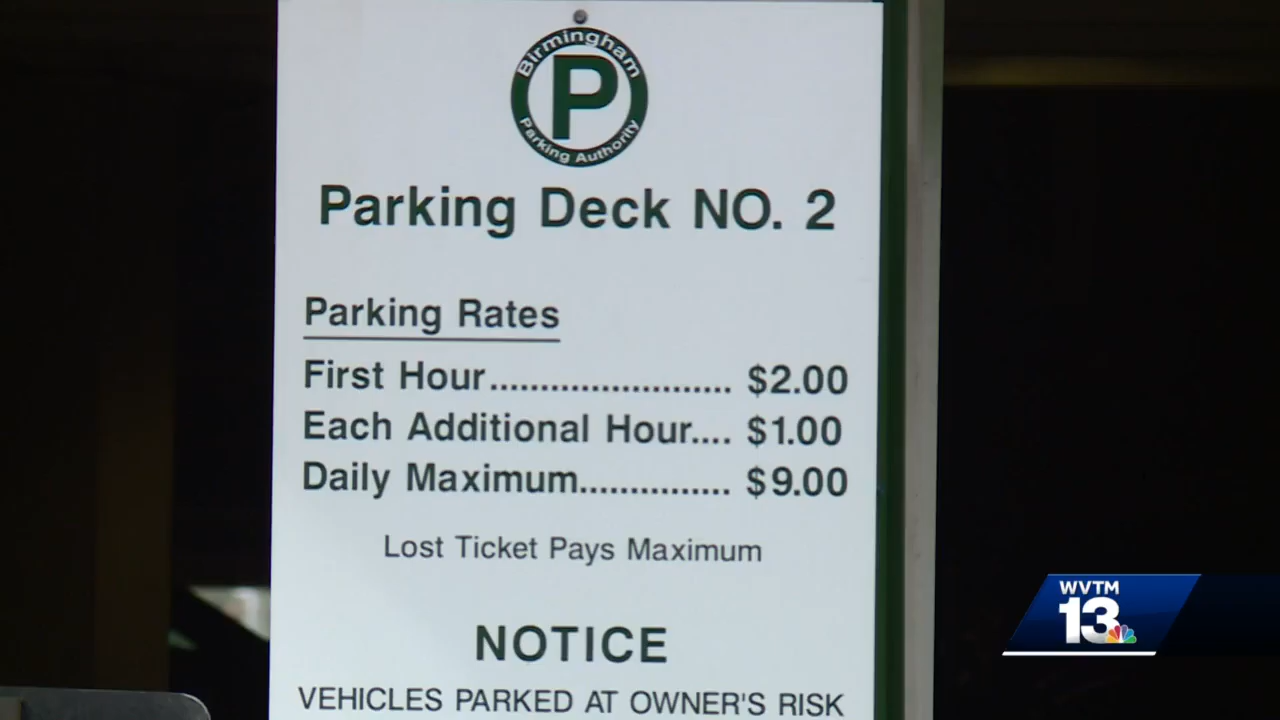 Birmingham
P
Parking Authority
Parking Deck NO. 2
Parking Rates
First Hour....................... $2.00
Each Additional Hour.... $1.00
Daily Maximum............... $9.00
Lost Ticket Pays Maximum
NOTICE
VEHICLES PARKED AT OWNER'S RISK
WVTM
13